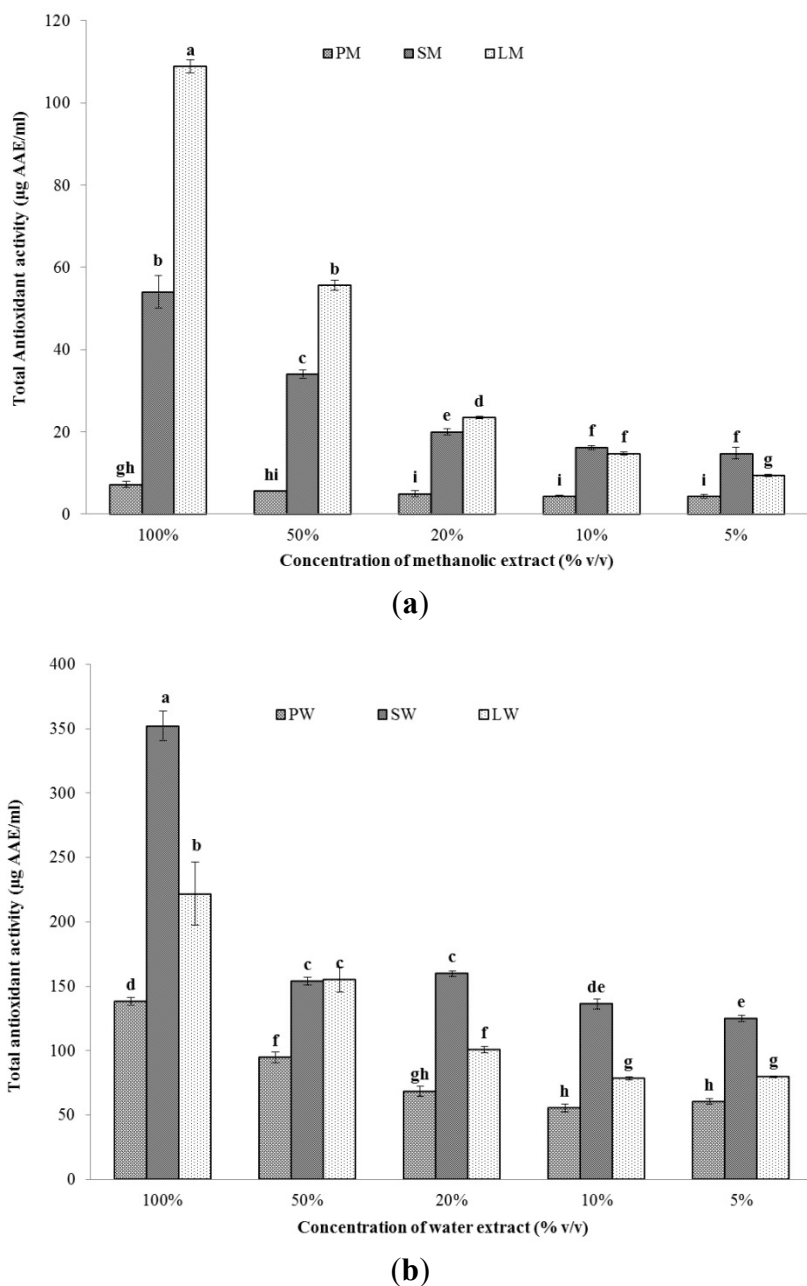 120
a
PM SM LM
100
80
60
b
b
40
c
20
d
e
f f
f
g
gh
hi
i
i
i
0
100% 50% 20% 10% 5%
Total Antioxidant activity (µg AAE/ml)
Concentration of methanolic extract (% v/v)
(a)
400
a
PW SW LW
350
300
250
b
200
150
d
c c
c
de
e
100
f
f
gh
g
g
h
h
50
0
100% 50% 20% 10% 5%
Total antioxidant activity (µg AAE/ml)
Concentration of water extract (% v/v)
(b)